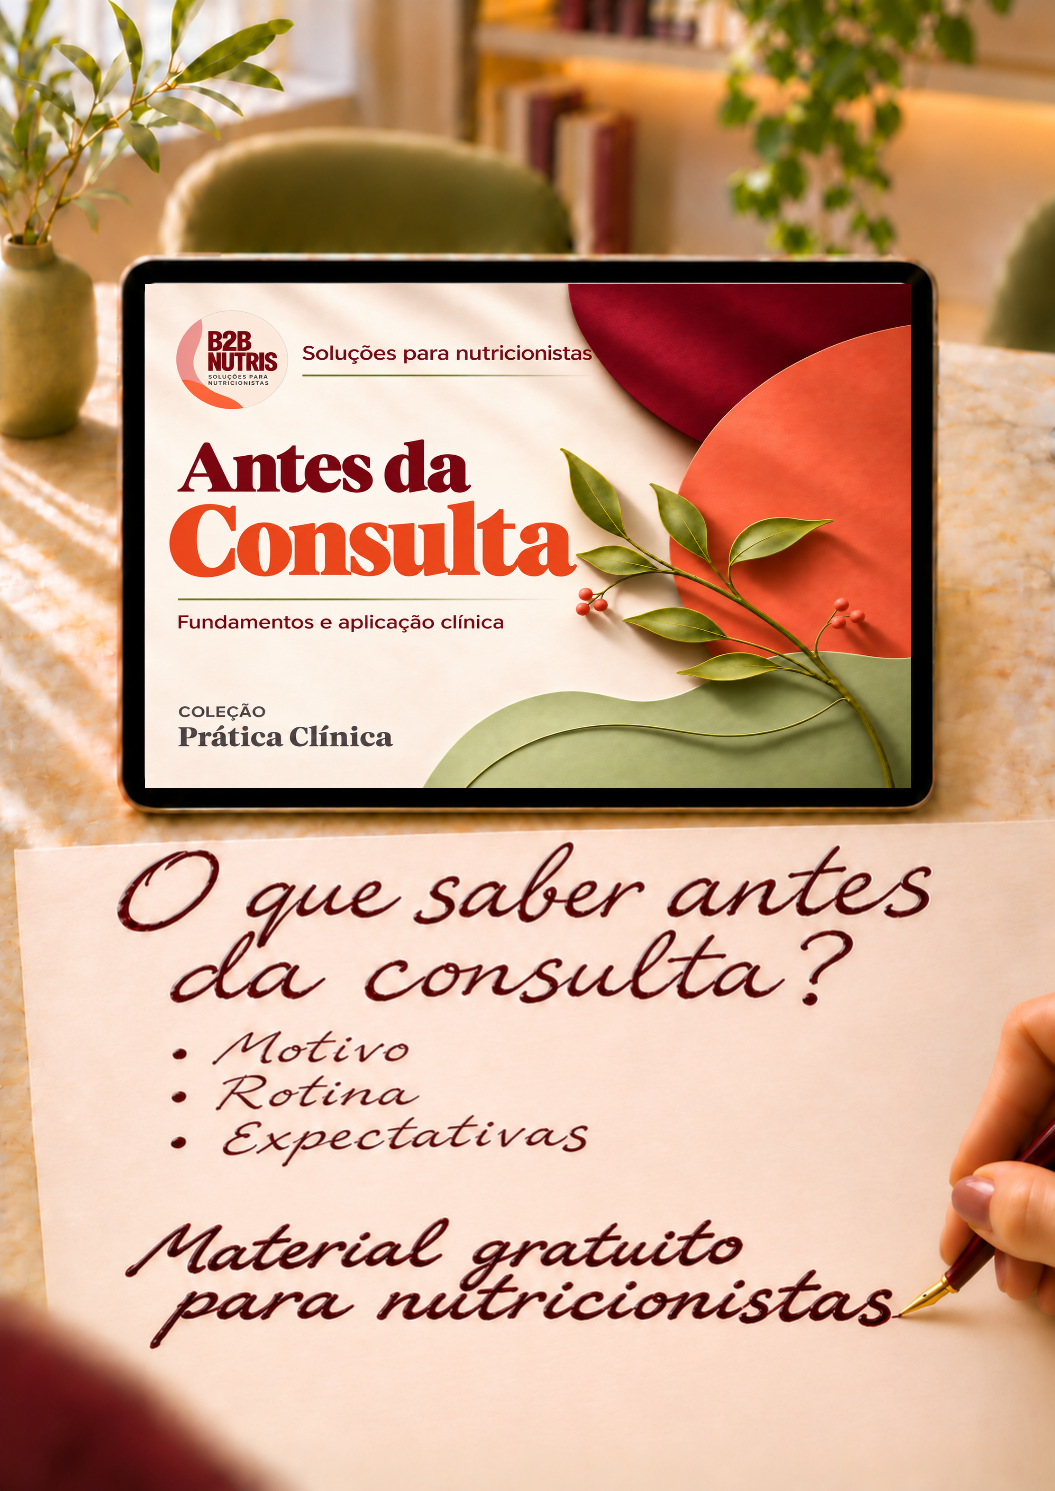 B2B
NUTRIS
SOLUÇÕES PARA
NUTRICIONISTAS
Soluções para nutricionistas
Antes da
Consulta
Fundamentos e aplicação clínica
COLEÇÃO
Prática Clínica
O que saber antes
da consulta?
• Motivo
• Rotina
• Expectativas
Material gratuito
para nutricionistas.